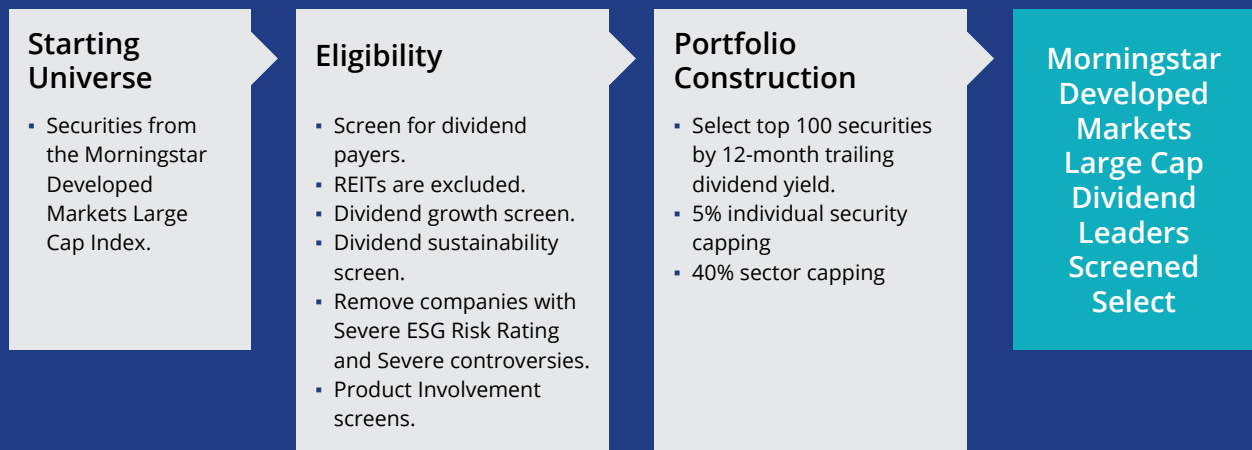 Starting
Universe
▪ Securities from
the Morningstar
Developed
Markets Large
Cap Index.
Eligibility
▪ Screen for dividend
payers.
▪ REITs are excluded.
▪ Dividend growth screen.
▪ Dividend sustainability
screen.
▪ Remove companies with
Severe ESG Risk Rating
and Severe controversies.
▪ Product Involvement
screens.
Portfolio
Construction
▪ Select top 100 securities
by 12-month trailing
dividend yield.
▪ 5% individual security
capping
▪ 40% sector capping
Morningstar
Developed
Markets
Large Cap
Dividend
Leaders
Screened
Select